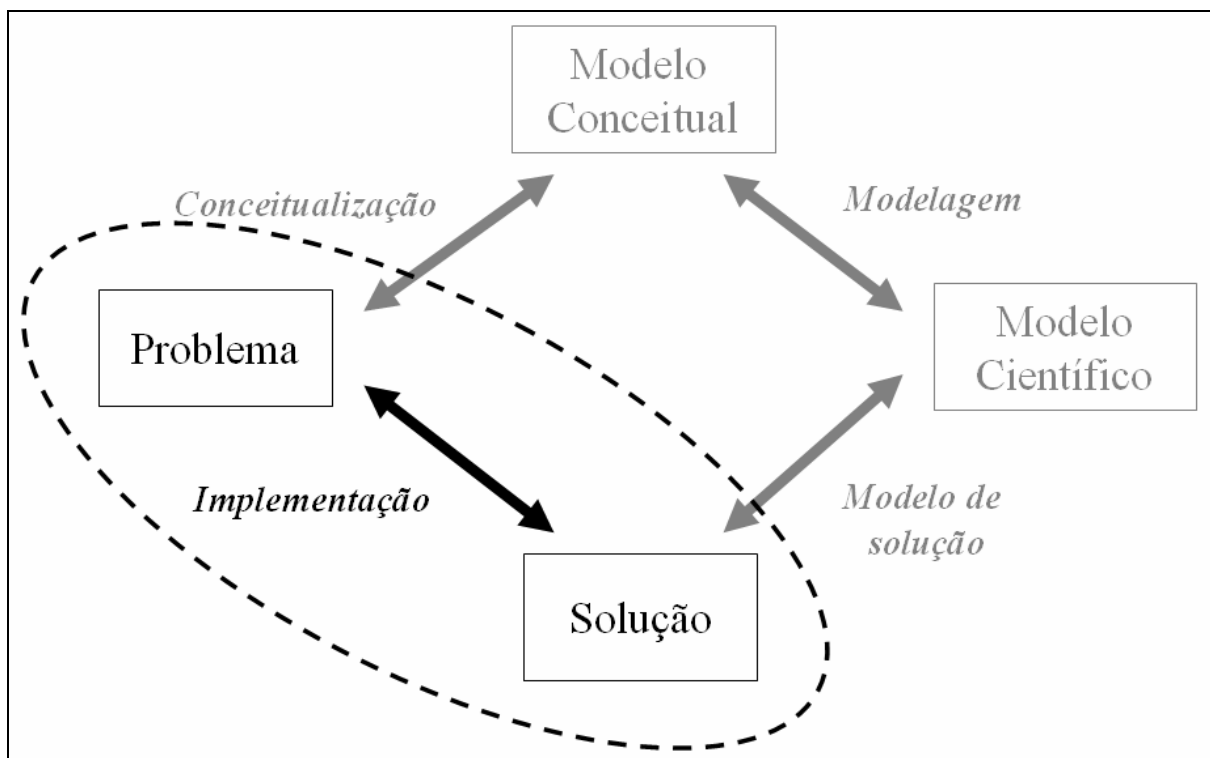 Modelo
Conceitual
Conceitualização
Modelagem
Problema
Modelo
Científico
Implementação
Modelo de
solução
Solução